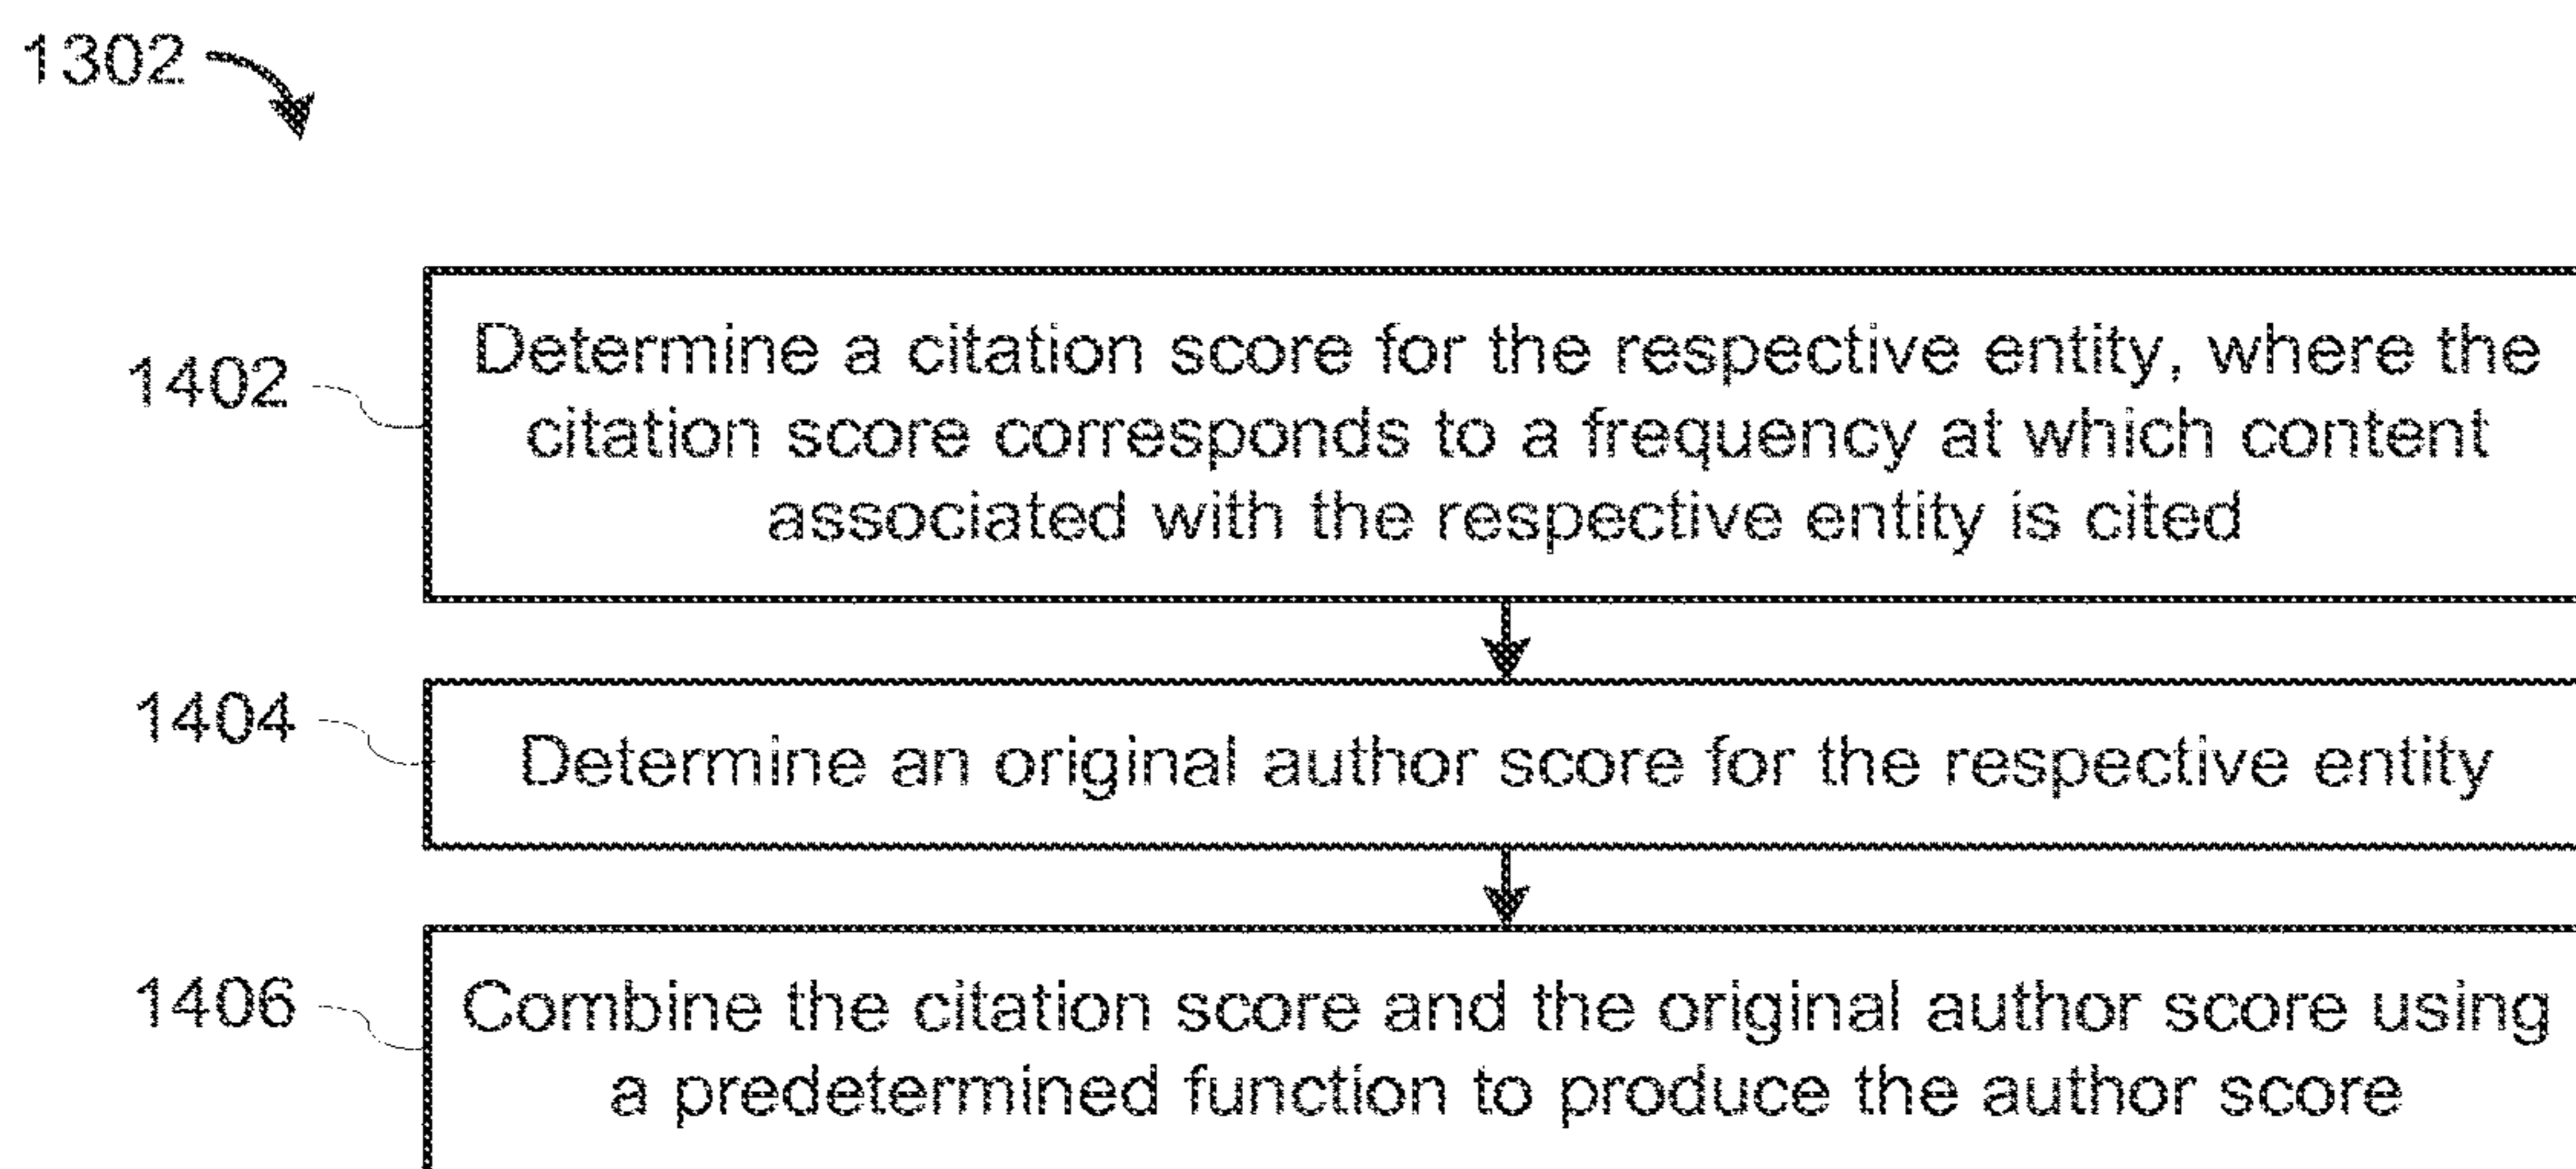 1302
1402
Determine a citation score for the respective entity, where the
citation score corresponds to a frequency at which content
associated with the respective entity is cited
1404
Determine an original author score for the respective entity
1406
Combine the citation score and the original author score using
a predetermined function to produce the author score